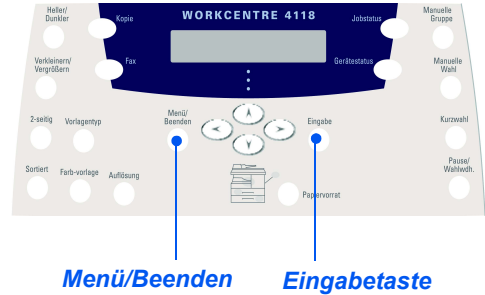 Heller/
Dunkler
Kopie
WORKCENTRE 4118
Jobstatus
Manuelle
Gruppe
Verkleinern/
Vergrößern
Fax
Gerätestatus
Manuelle
Wahl
2-seitig
Vorlagentyp
Menü/
Beenden
Eingabe
Kurzwahl
Sortiert
Farb-vorlage
Auflösung
Papiervorrat
Pause/
Wahlwdh.
Menü/Beenden
Eingabetaste